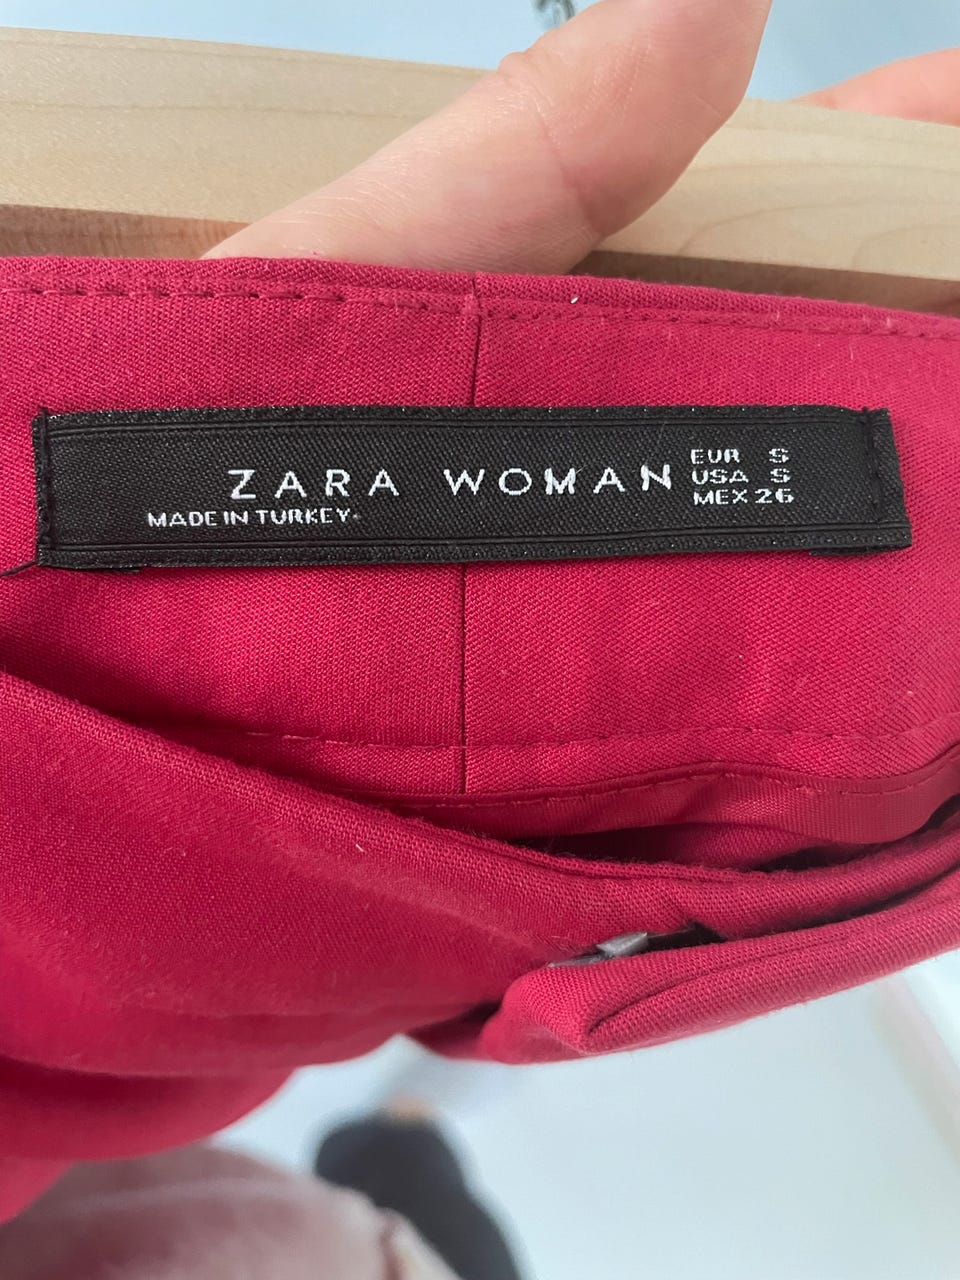 ZARA WOMAN
MADE IN TURKEY.
EUR S
USA S
MEX 26